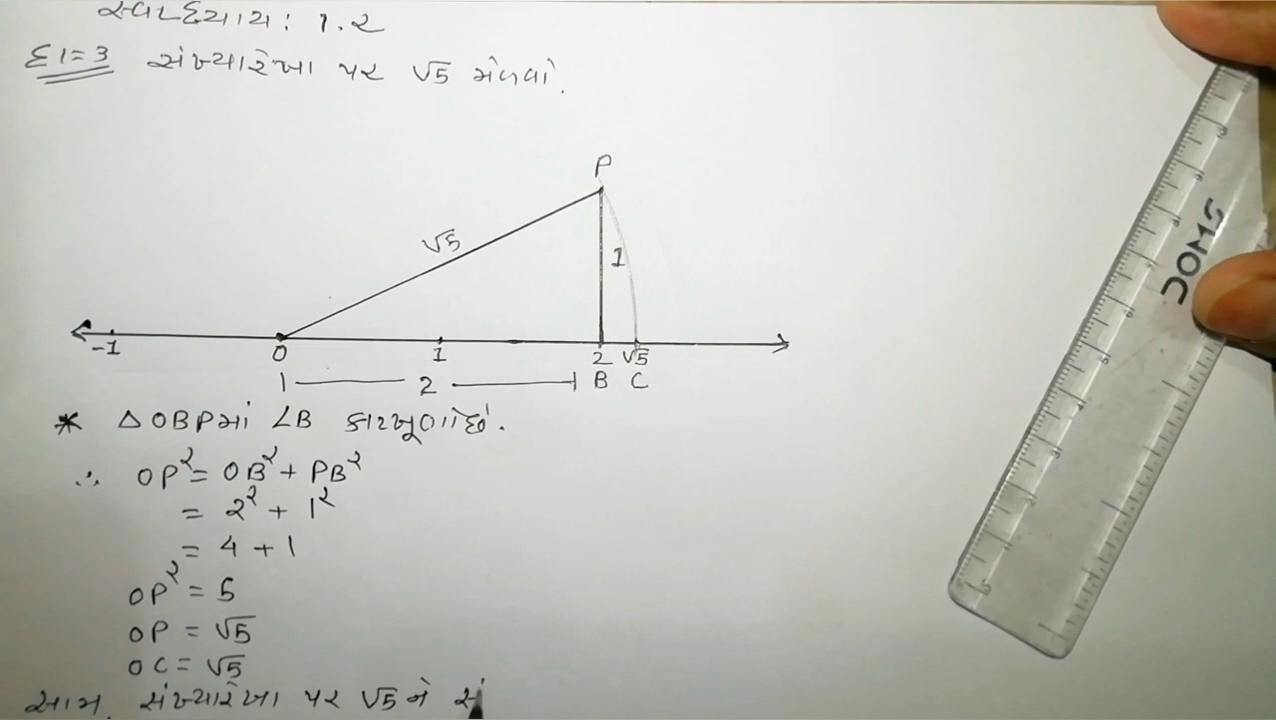 સ્વાધ્યાય : 1.2
દા=3 સંખ્યારેખા પર √5 મેળવો.
P
√5
1
-1 0 1 2 √5
1 2 B C
* △OBPમાં ∠B કાટખૂણો છે.
∴ OP² = OB² + PB²
= 2² + 1²
= 4 + 1
OP² = 5
OP = √5
OC = √5
આમ, સંખ્યારેખા પર √5 ને સં
DOMS